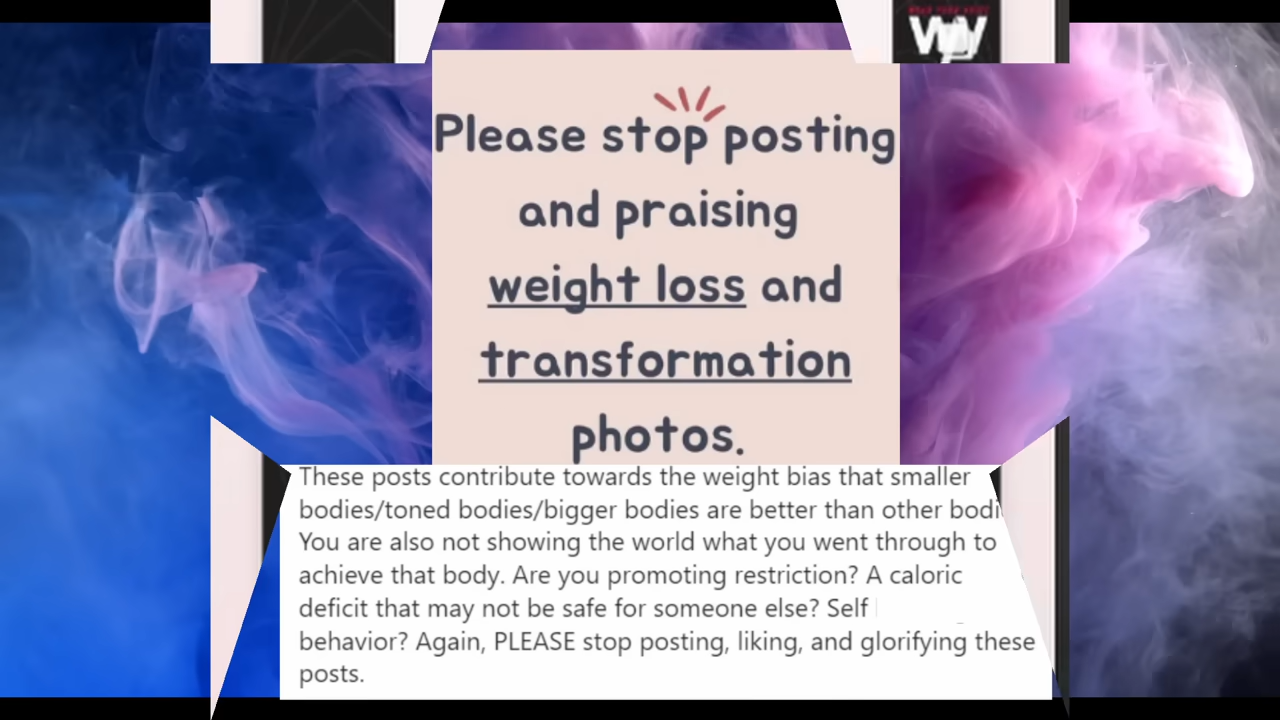 Please stop posting
and praising
weight loss and
transformation
photos.
These posts contribute towards the weight bias that smaller
bodies/toned bodies/bigger bodies are better than other bodi
You are also not showing the world what you went through to
achieve that body. Are you promoting restriction? A caloric
deficit that may not be safe for someone else? Self
behavior? Again, PLEASE stop posting, liking, and glorifying these
posts.